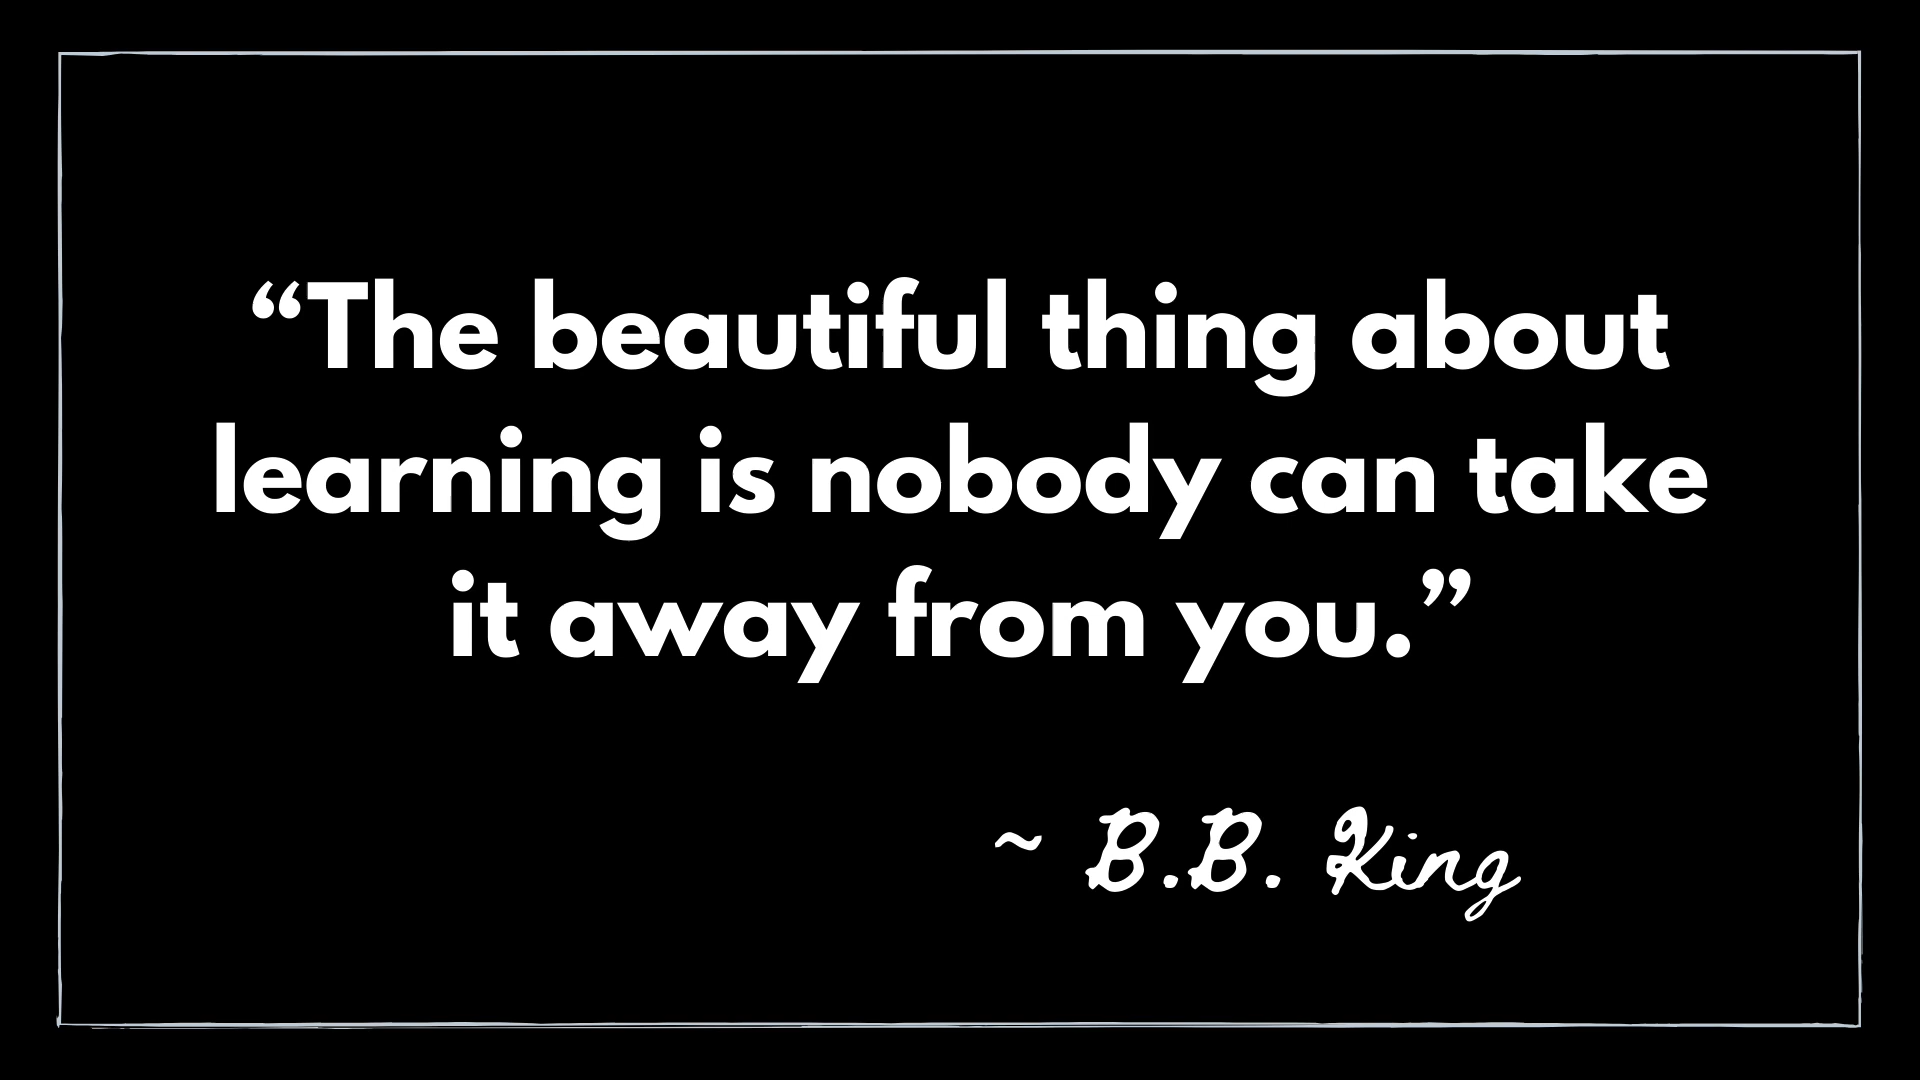 “The beautiful thing about
learning is nobody can take
it away from you.”
~ B.B. King